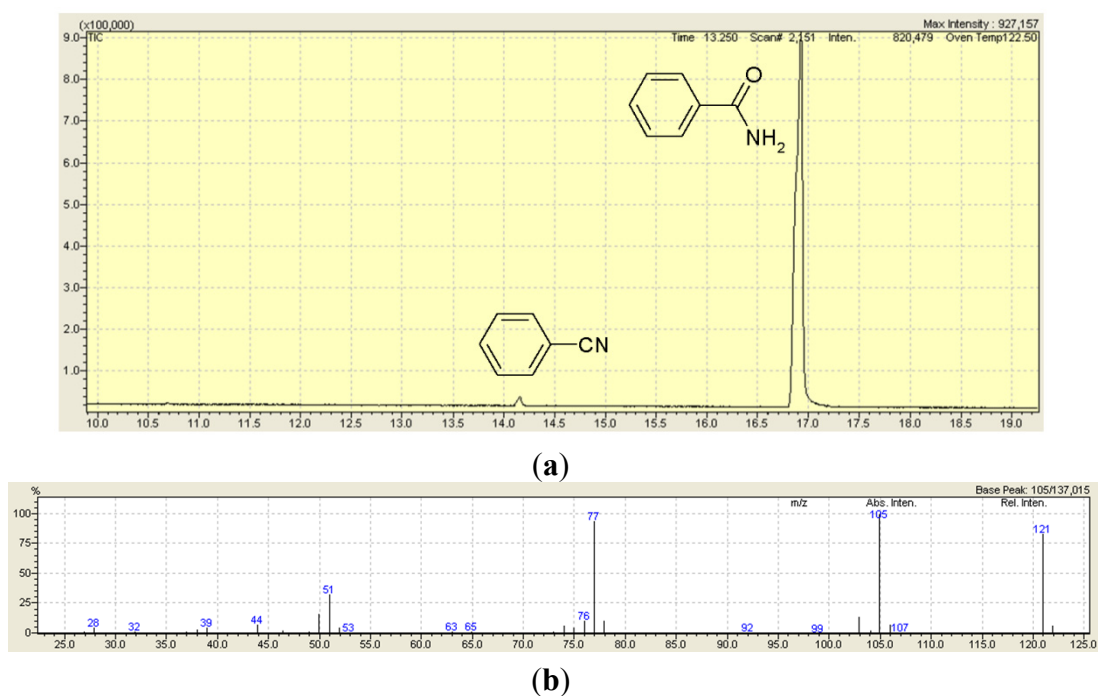 (x100,000)
Max Intensity : 927,157
9.0 TIC
Time 13.250 Scan# 2,151 Inten. 820,479 Oven Temp122.50
8.0
7.0
6.0
5.0
4.0
3.0
2.0
1.0
O
NH2
CN
10.0 10.5 11.0 11.5 12.0 12.5 13.0 13.5 14.0 14.5 15.0 15.5 16.0 16.5 17.0 17.5 18.0 18.5 19.0
(a)
%
Base Peak: 105/137,015
m/z Abs. Inten. Rel. Inten.
100
75
50
25
0
28 32 39 44 51 53 63 65 76 77 92 99 105 107 121
25.0 30.0 35.0 40.0 45.0 50.0 55.0 60.0 65.0 70.0 75.0 80.0 85.0 90.0 95.0 100.0 105.0 110.0 115.0 120.0 125.0
(b)